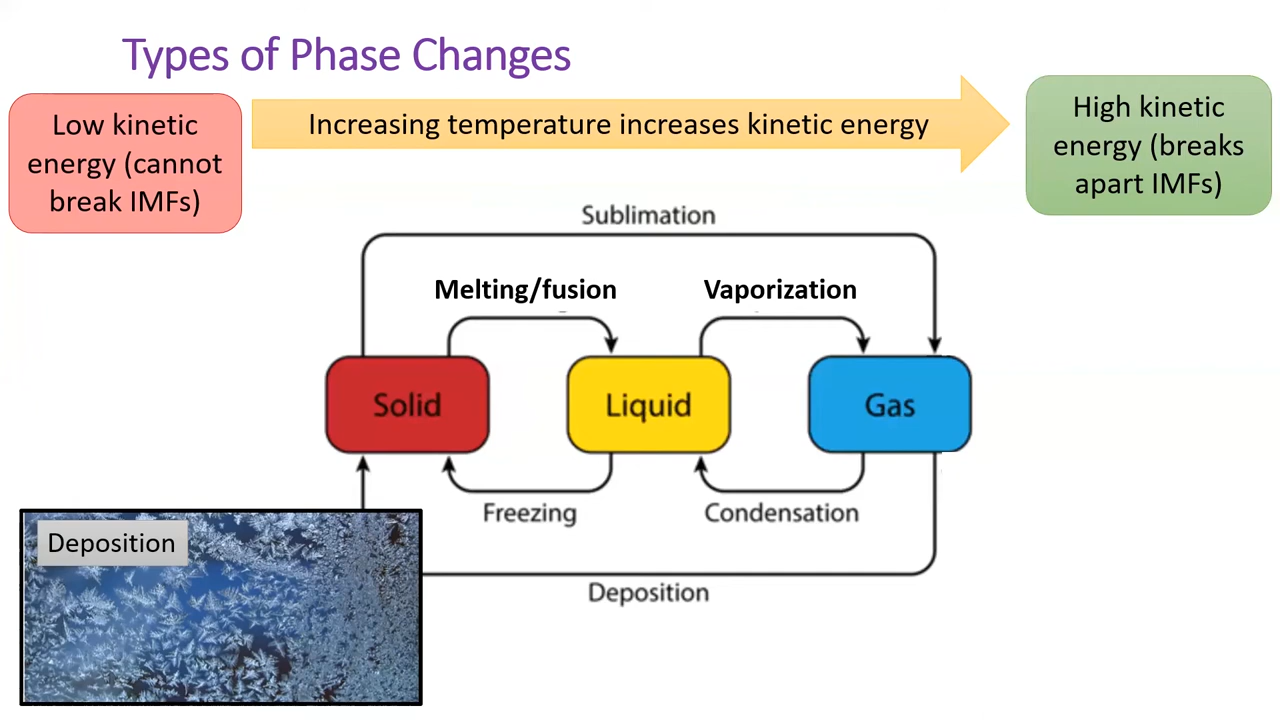 Types of Phase Changes
Low kinetic
energy (cannot
break IMFs)
Increasing temperature increases kinetic energy
High kinetic
energy (breaks
apart IMFs)
Sublimation
Melting/fusion
Vaporization
Solid
Liquid
Gas
Freezing
Condensation
Deposition
Deposition